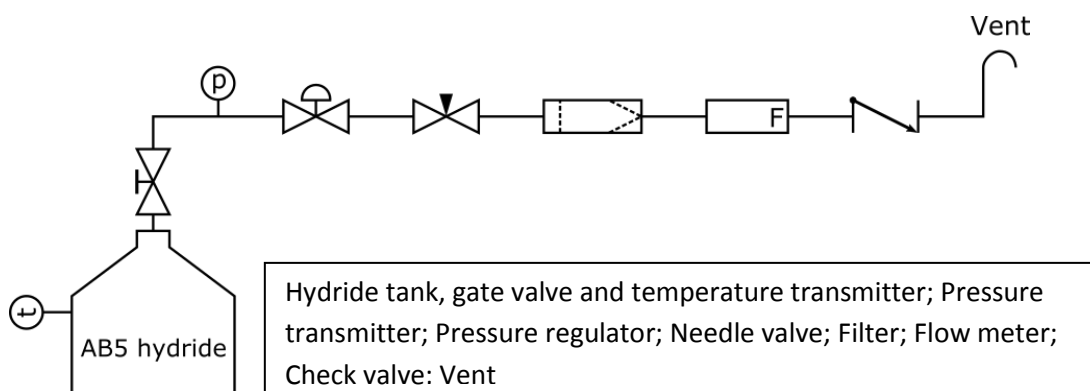 Vent
p
F
t
AB5 hydride
Hydride tank, gate valve and temperature transmitter; Pressure
transmitter; Pressure regulator; Needle valve; Filter; Flow meter;
Check valve: Vent